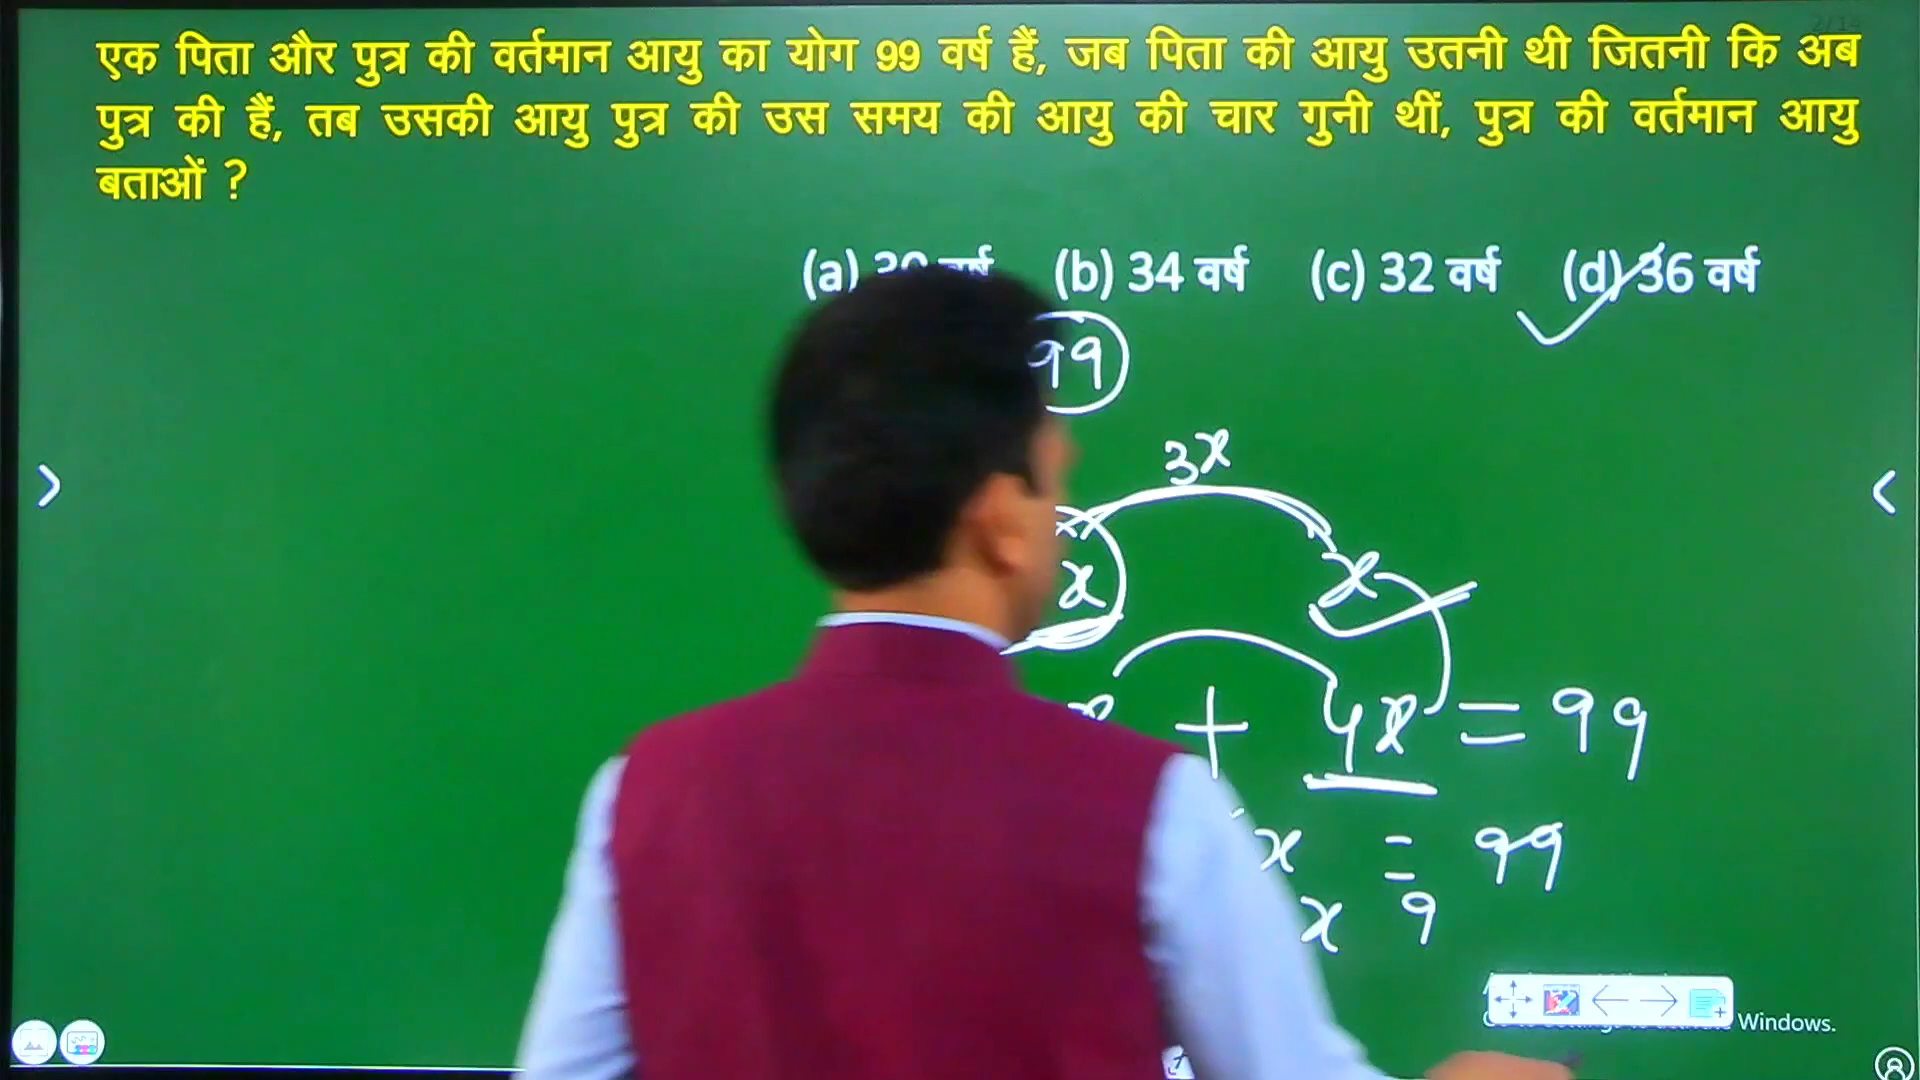 एक पिता और पुत्र की वर्तमान आयु का योग 99 वर्ष हैं, जब पिता की आयु उतनी थी जितनी कि अब
पुत्र की हैं, तब उसकी आयु पुत्र की उस समय की आयु की चार गुनी थीं, पुत्र की वर्तमान आयु
बताओं ?
(a) वर्ष (b) 34 वर्ष (c) 32 वर्ष (d) 36 वर्ष
99
3x
x x
+ 4x = 99
x = 99
x 9
Windows.